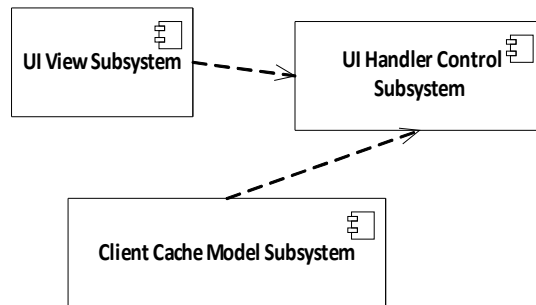 UI View Subsystem
UI Handler Control
Subsystem
Client Cache Model Subsystem